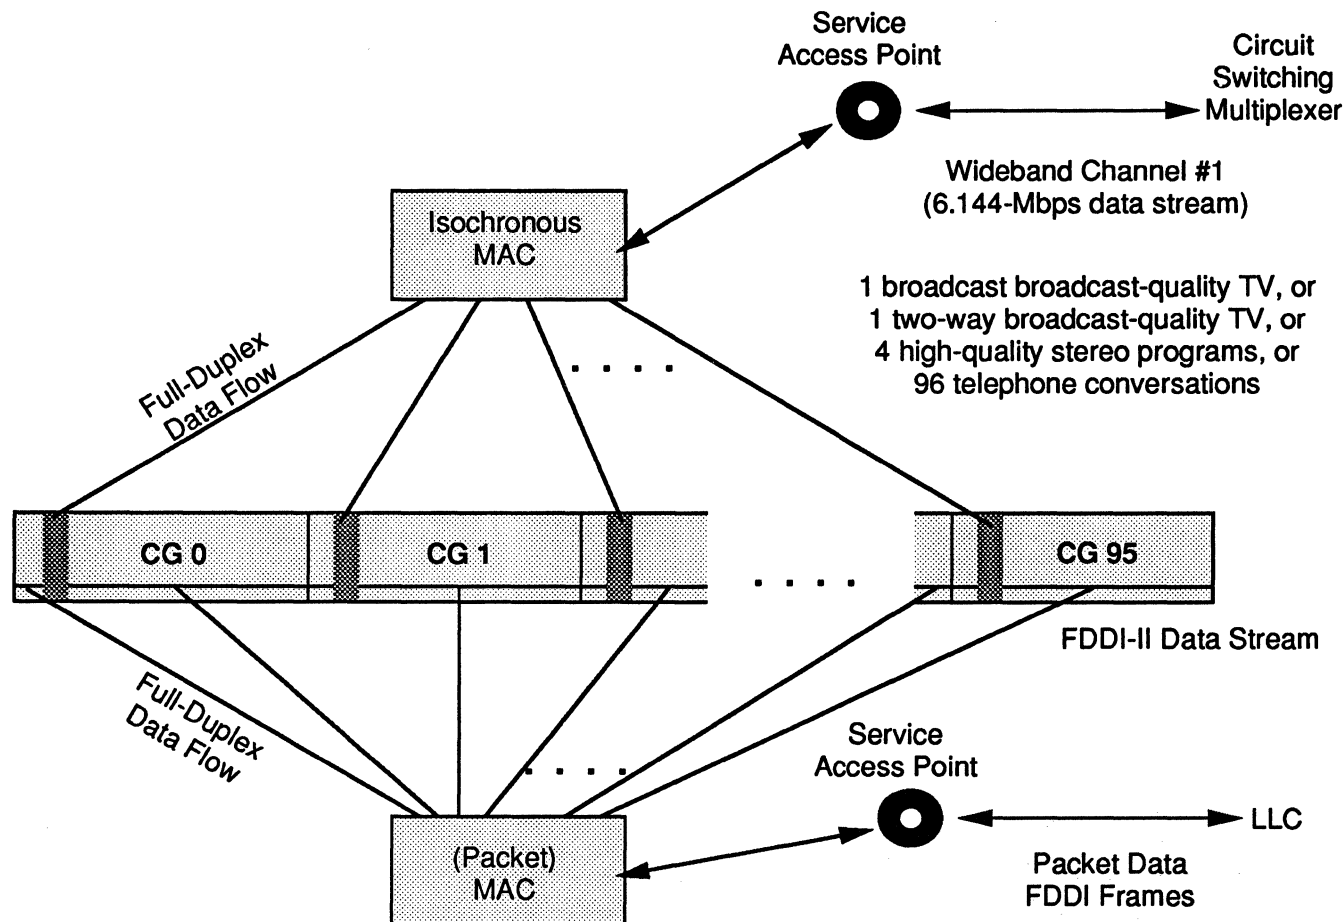 Service
Access Point
Circuit
Switching
Multiplexer
Wideband Channel #1
(6.144-Mbps data stream)
Isochronous
MAC
1 broadcast broadcast-quality TV, or
1 two-way broadcast-quality TV, or
4 high-quality stereo programs, or
96 telephone conversations
Full-Duplex
Data Flow
CG 0
CG 1
CG 95
FDDI-II Data Stream
Full-Duplex
Data Flow
Service
Access Point
LLC
(Packet)
MAC
Packet Data
FDDI Frames